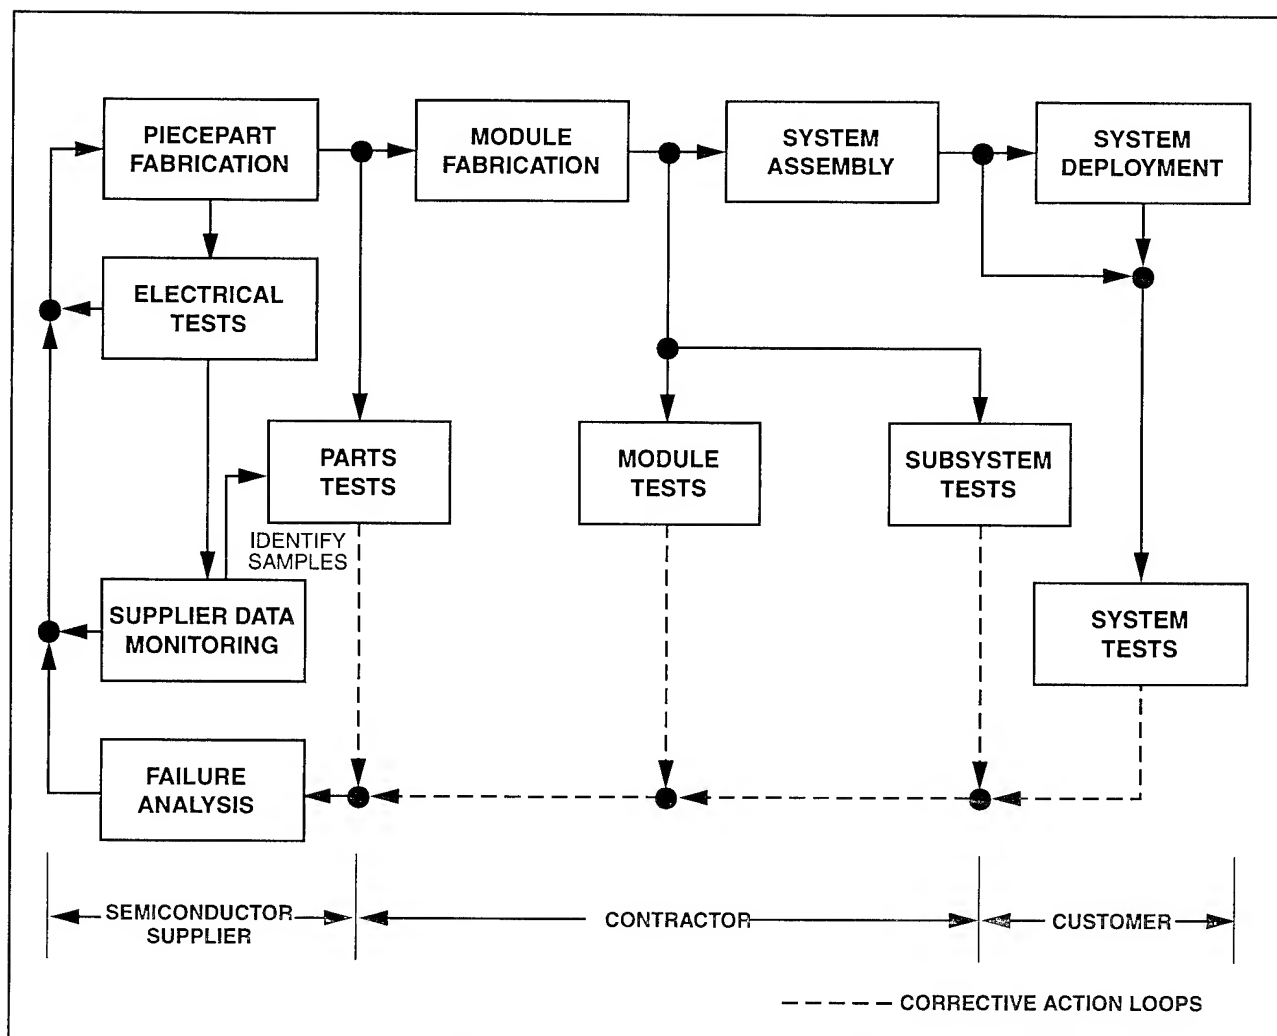 PIECEPART
FABRICATION
MODULE
FABRICATION
SYSTEM
ASSEMBLY
SYSTEM
DEPLOYMENT
ELECTRICAL
TESTS
PARTS
TESTS
MODULE
TESTS
SUBSYSTEM
TESTS
IDENTIFY
SAMPLES
SUPPLIER DATA
MONITORING
SYSTEM
TESTS
FAILURE
ANALYSIS
SEMICONDUCTOR
SUPPLIER
CONTRACTOR
CUSTOMER
CORRECTIVE ACTION LOOPS